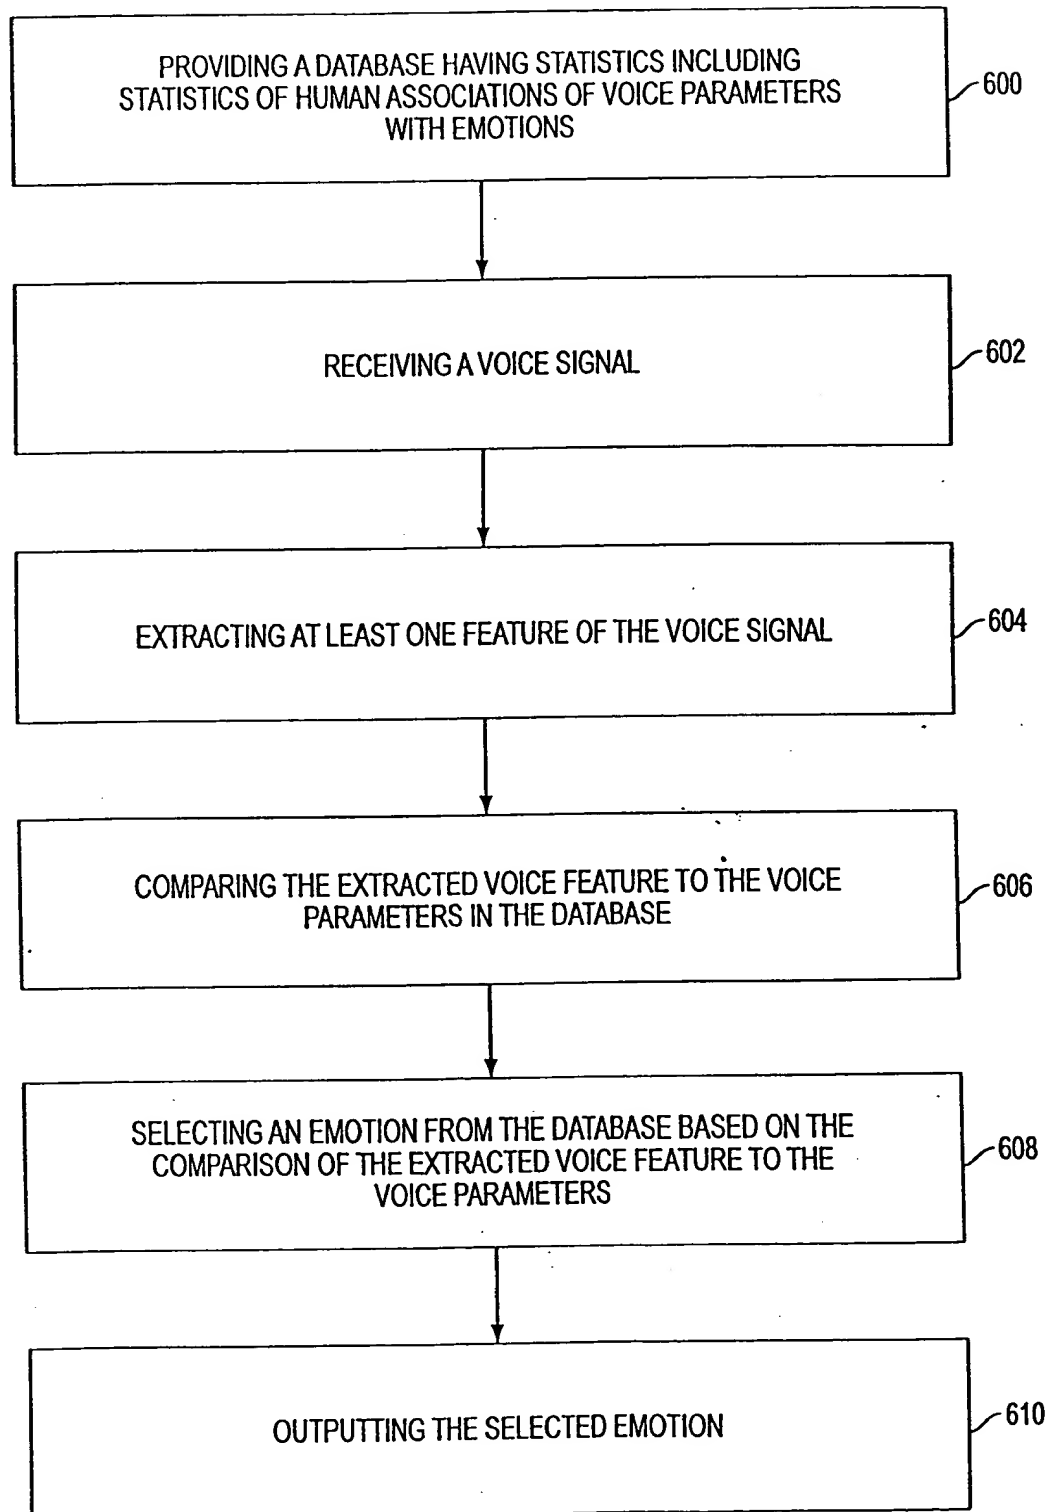 PROVIDING A DATABASE HAVING STATISTICS INCLUDING
STATISTICS OF HUMAN ASSOCIATIONS OF VOICE PARAMETERS
WITH EMOTIONS
600
RECEIVING A VOICE SIGNAL
602
EXTRACTING AT LEAST ONE FEATURE OF THE VOICE SIGNAL
604
COMPARING THE EXTRACTED VOICE FEATURE TO THE VOICE
PARAMETERS IN THE DATABASE
606
SELECTING AN EMOTION FROM THE DATABASE BASED ON THE
COMPARISON OF THE EXTRACTED VOICE FEATURE TO THE
VOICE PARAMETERS
608
OUTPUTTING THE SELECTED EMOTION
610